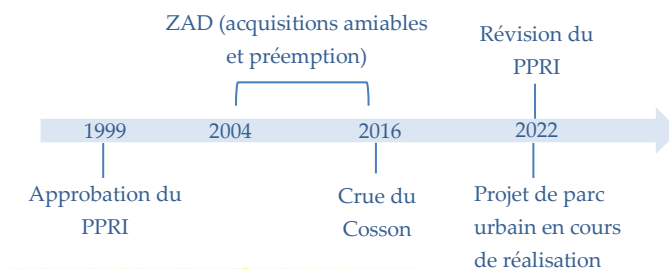 ZAD (acquisitions amiables
et préemption)
Révision du
PPRI
1999
2004
2016
2022
Approbation du
PPRI
Crue du
Cosson
Projet de parc
urbain en cours
de réalisation